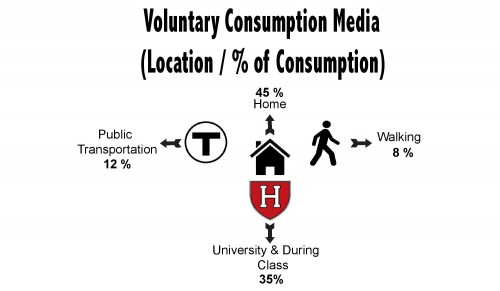 Voluntary Consumption Media
(Location / % of Consumption)
45 %
Home
Public
Transportation
12 %
T
Walking
8 %
H
University & During
Class
35%